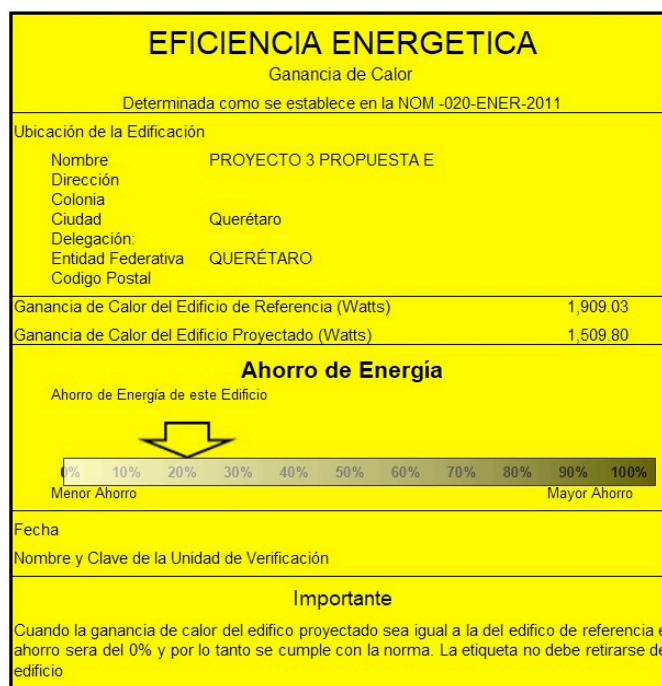 EFICIENCIA ENERGETICA
Ganancia de Calor
Determinada como se establece en la NOM -020-ENER-2011
Ubicación de la Edificación
Nombre PROYECTO 3 PROPUESTA E
Dirección
Colonia
Ciudad Querétaro
Delegación:
Entidad Federativa QUERÉTARO
Codigo Postal
Ganancia de Calor del Edificio de Referencia (Watts) 1,909.03
Ganancia de Calor del Edificio Proyectado (Watts) 1,509.80
Ahorro de Energía
Ahorro de Energía de este Edificio
0% 10% 20% 30% 40% 50% 60% 70% 80% 90% 100%
Menor Ahorro Mayor Ahorro
Fecha
Nombre y Clave de la Unidad de Verificación
Importante
Cuando la ganancia de calor del edifico proyectado sea igual a la del edifico de referencia e
ahorro sera del 0% y por lo tanto se cumple con la norma. La etiqueta no debe retirarse de
edificio